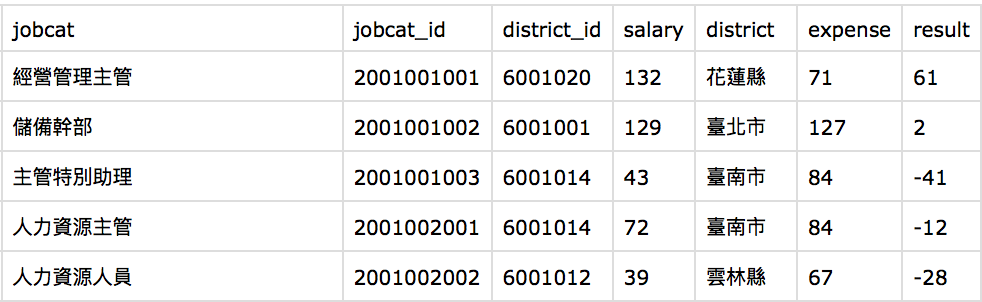 jobcat jobcat_id district_id salary district expense result
經營管理主管 2001001001 6001020 132 花蓮縣 71 61
儲備幹部 2001001002 6001001 129 臺北市 127 2
主管特別助理 2001001003 6001014 43 臺南市 84 -41
人力資源主管 2001002001 6001014 72 臺南市 84 -12
人力資源人員 2001002002 6001012 39 雲林縣 67 -28